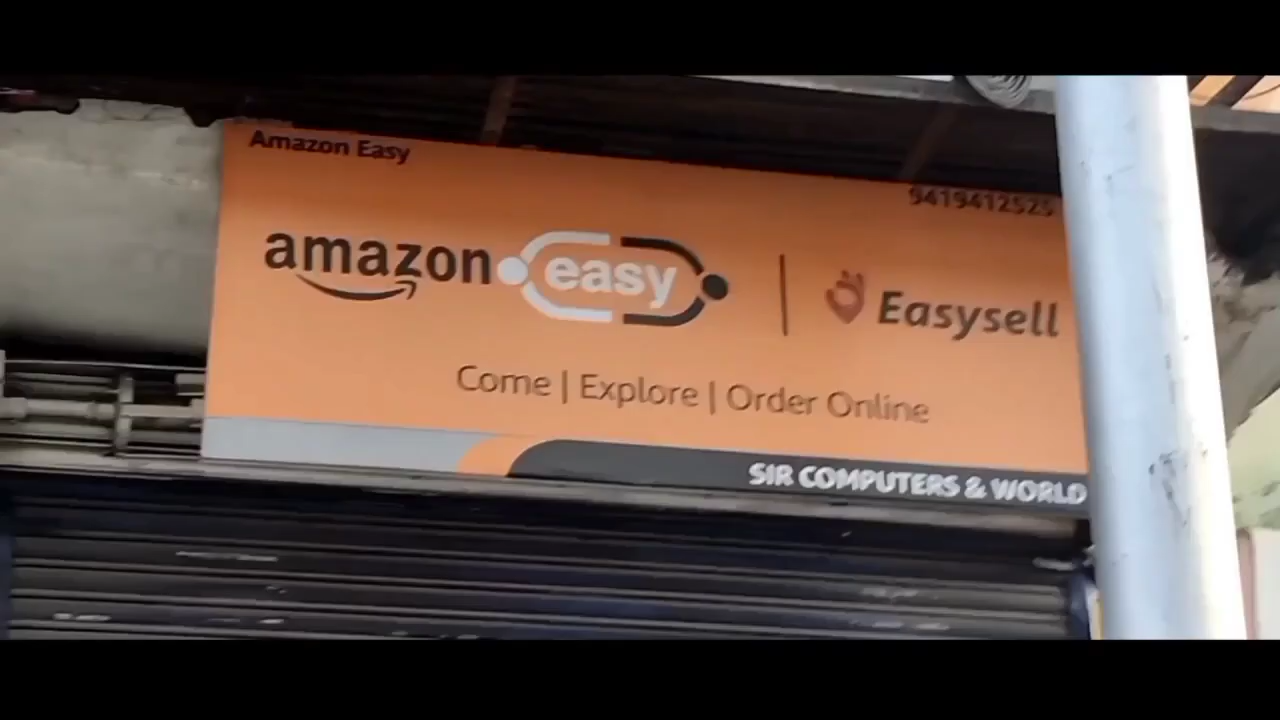 Amazon Easy
9419412525
amazon easy | Easysell
Come | Explore | Order Online
SIR COMPUTERS & WORLD